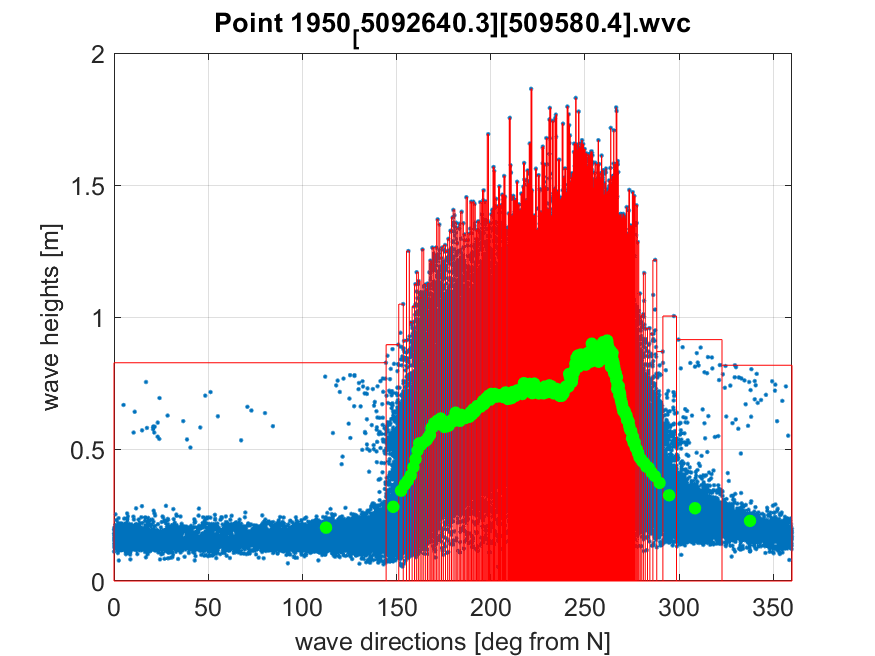 Point 1950[5092640.3][509580.4].wvc
2
1.5
1
0.5
0
wave heights [m]
0 50 100 150 200 250 300 350
wave directions [deg from N]